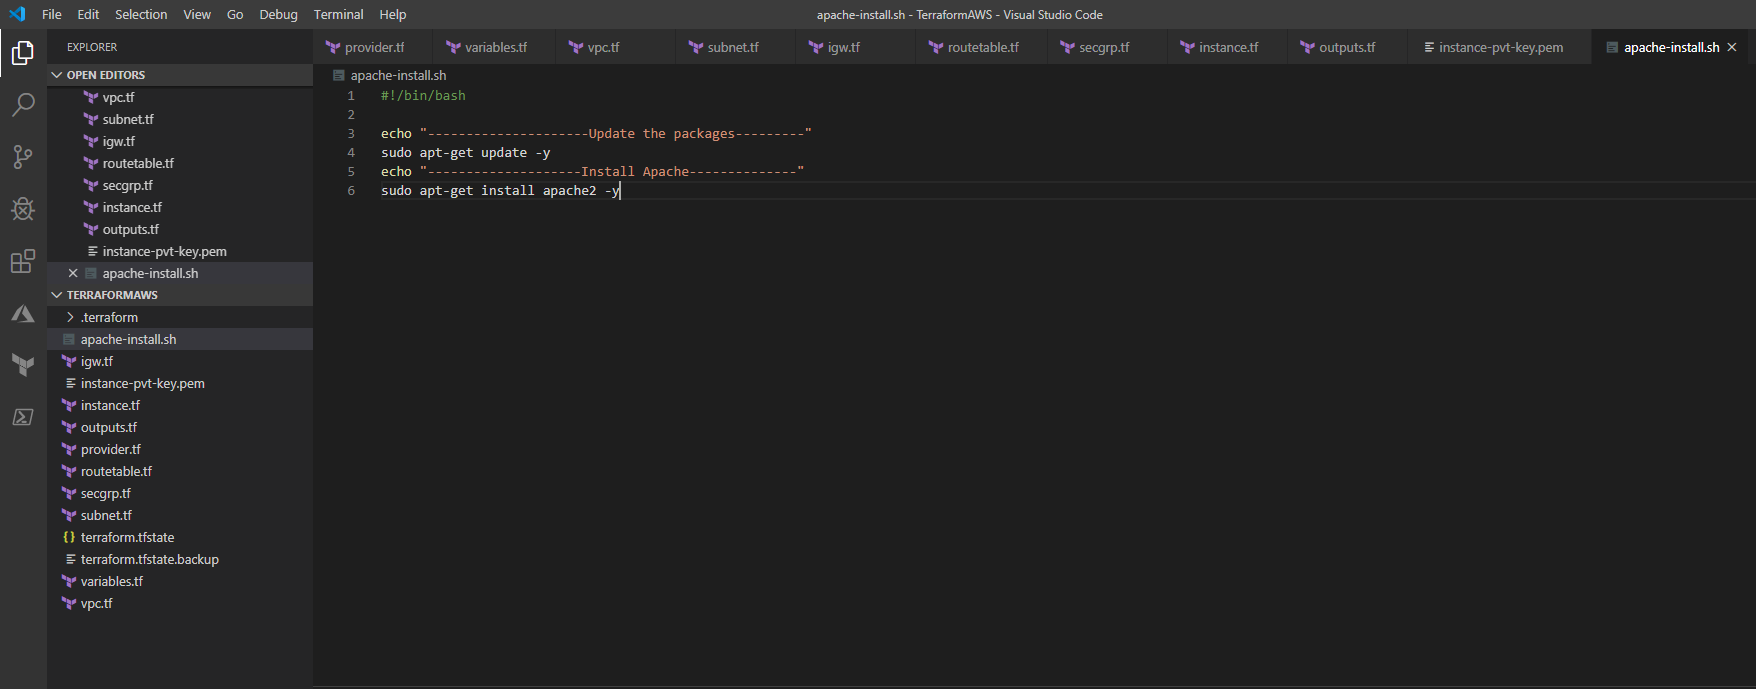 File Edit Selection View Go Debug Terminal Help
apache-install.sh - TerraformAWS - Visual Studio Code
EXPLORER
OPEN EDITORS
vpc.tf
subnet.tf
igw.tf
routetable.tf
secgrp.tf
instance.tf
outputs.tf
instance-pvt-key.pem
apache-install.sh
TERRAFORMAWS
.terraform
apache-install.sh
igw.tf
instance-pvt-key.pem
instance.tf
outputs.tf
provider.tf
routetable.tf
secgrp.tf
subnet.tf
terraform.tfstate
terraform.tfstate.backup
variables.tf
vpc.tf
provider.tf variables.tf vpc.tf subnet.tf igw.tf routetable.tf secgrp.tf instance.tf outputs.tf instance-pvt-key.pem apache-install.sh
apache-install.sh
1 #!/bin/bash
2
3 echo "---------------------Update the packages---------"
4 sudo apt-get update -y
5 echo "--------------------Install Apache--------------"
6 sudo apt-get install apache2 -y